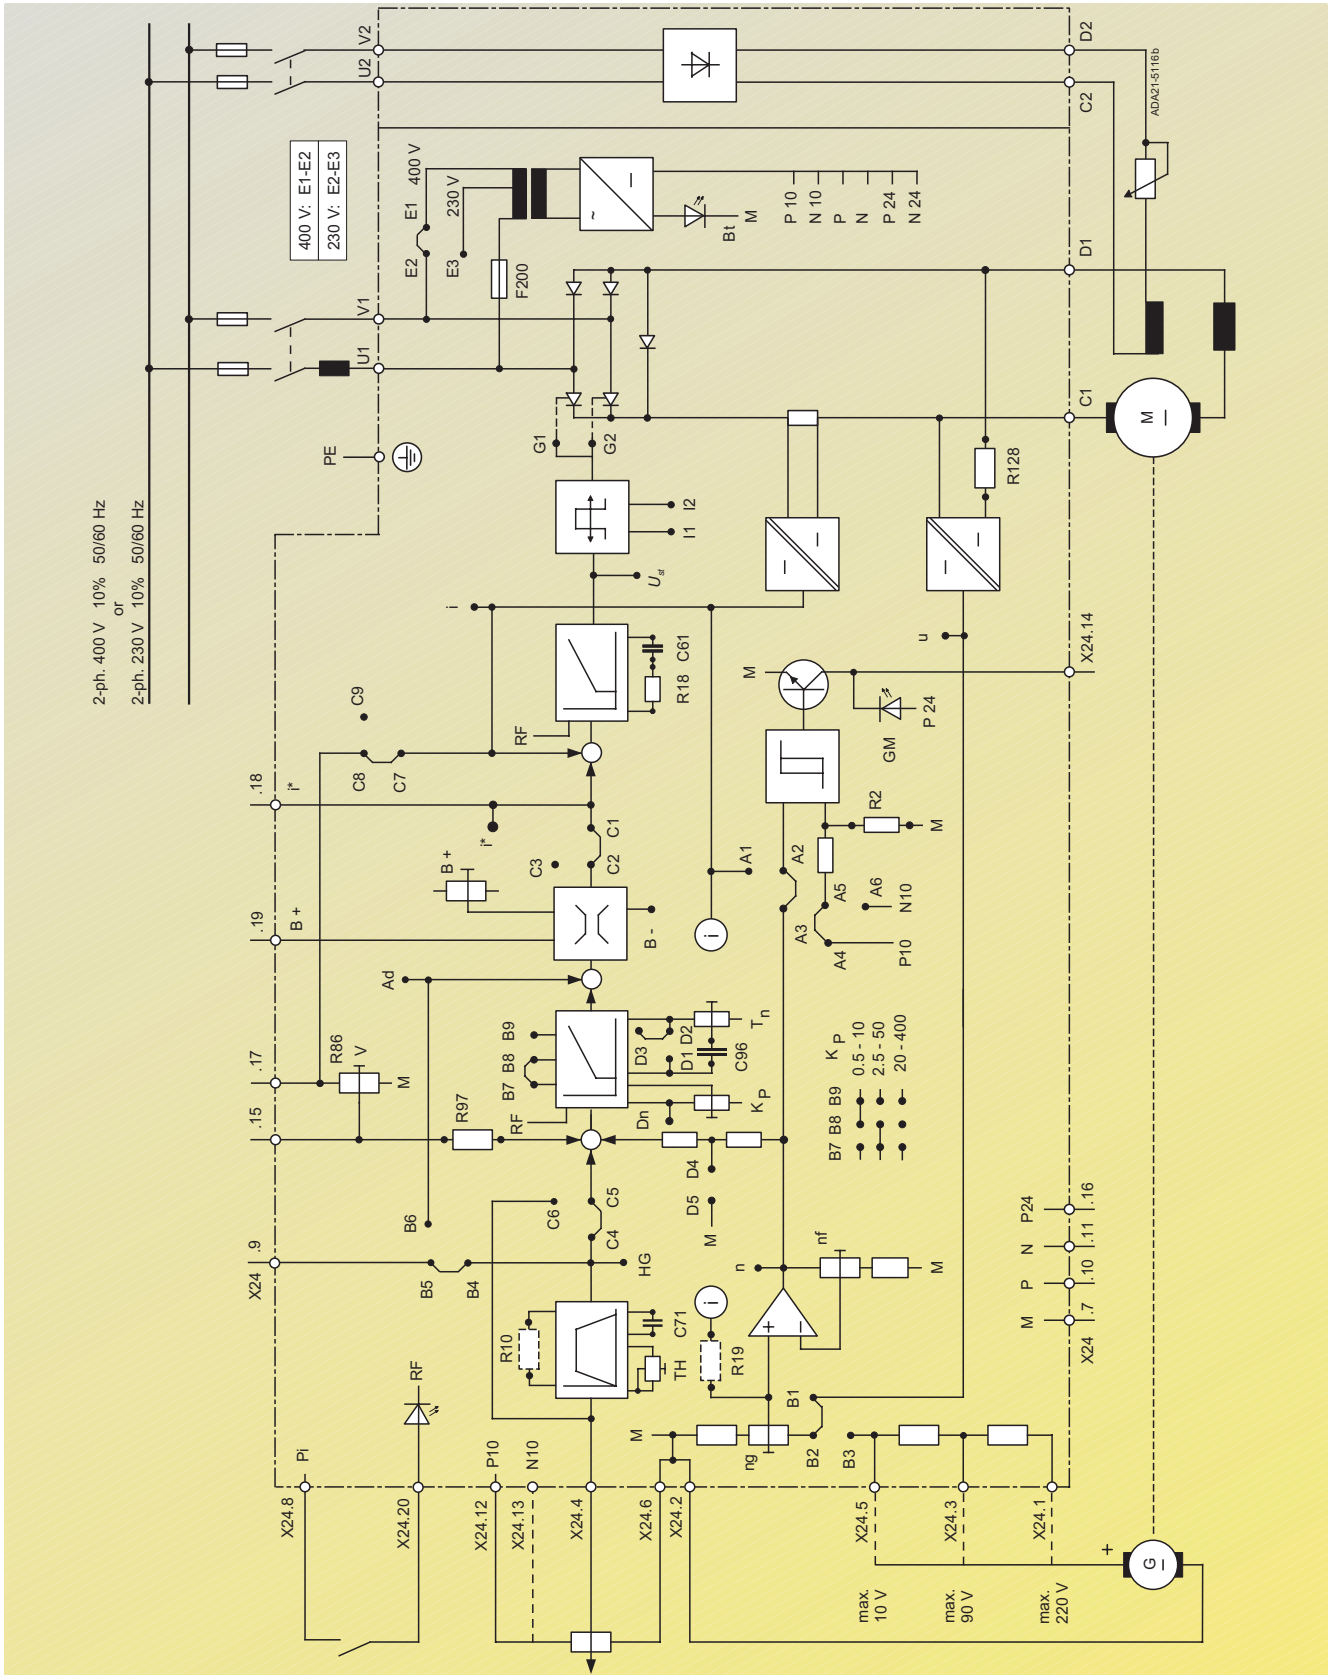 2-ph. 400 V 10% 50/60 Hz
or
2-ph. 230 V 10% 50/60 Hz
400 V: E1-E2
230 V: E2-E3
V2
U2
D2
C2
ADA21-5116b
E1
400 V
230 V
E2
E3
F200
Bt
M
P 10
N 10
P
N
P 24
N 24
V1
U1
D1
C1
M
PE
G1
G2
R128
I1
I2
Ust
i
u
X24.14
C9
C8
C7
RF
R18
C61
M
GM
P 24
.18
i*
i*
C3
C2
C1
R2
M
A1
A2
A3
A4
A5
A6
N10
P10
i
.19
B +
B +
B -
Ad
.17
R86
V
M
.15
R97
B9
B8
B7
RF
D3
D2
D1
Tn
C96
Dn
KP
D4
D5
M
B7 B8 B9
KP
0.5 - 10
2.5 - 50
20 - 400
B6
C6
C5
C4
X24
.9
B5
B4
HG
n
nf
M
i
R10
C71
TH
R19
+
–
M
P
N
P24
X24
.7
.10
.11
.16
RF
Pi
P10
N10
M
ng
B1
B2
B3
X24.8
X24.20
X24.12
X24.13
X24.4
X24.6
X24.2
X24.5
X24.3
X24.1
max.
10 V
max.
90 V
max.
220 V
+
G